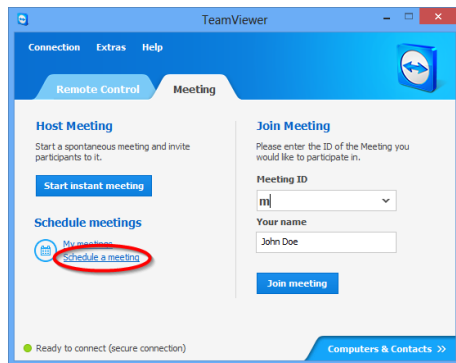 TeamViewer
Connection Extras Help
Remote Control Meeting
Host Meeting
Start a spontaneous meeting and invite
participants to it.
Start instant meeting
Schedule meetings
My meetings
Schedule a meeting
Join Meeting
Please enter the ID of the Meeting you
would like to participate in.
Meeting ID
m
Your name
John Doe
Join meeting
Ready to connect (secure connection)
Computers & Contacts >>